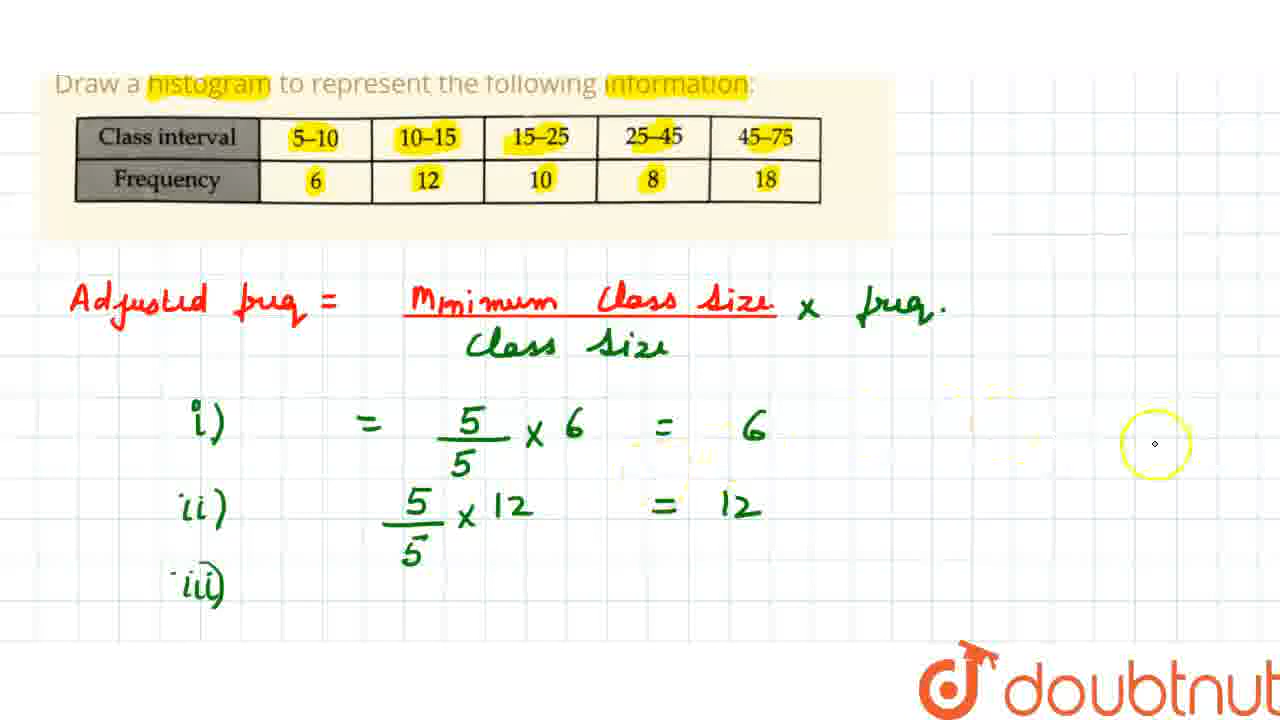 Draw a histogram to represent the following information:
Class interval 5–10 10–15 15–25 25–45 45–75
Frequency 6 12 10 8 18
Adjusted freq = Minimum class size × freq.
class size
i) = 5 × 6 = 6
5
ii) 5 × 12 = 12
5
iii)
doubtnut